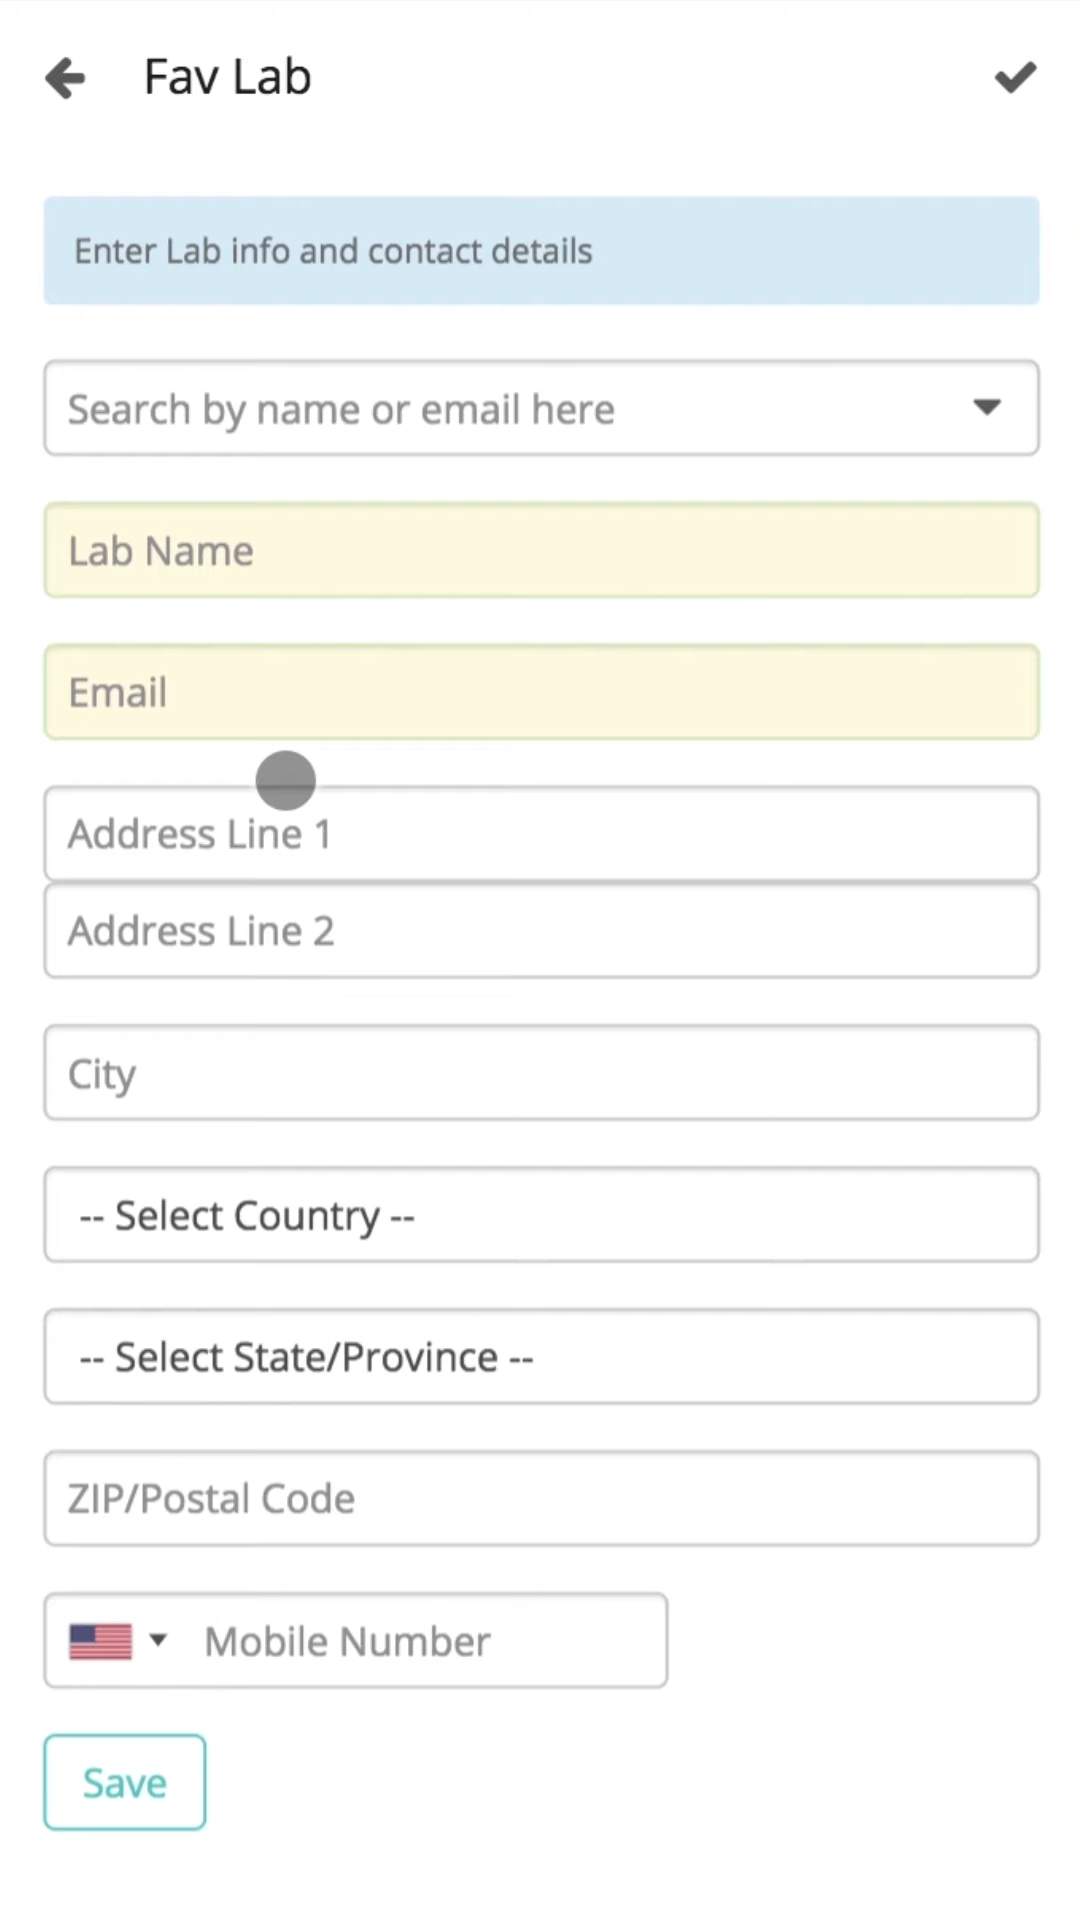 Fav Lab
Enter Lab info and contact details
Search by name or email here
Lab Name
Email
Address Line 1
Address Line 2
City
-- Select Country --
-- Select State/Province --
ZIP/Postal Code
Mobile Number
Save